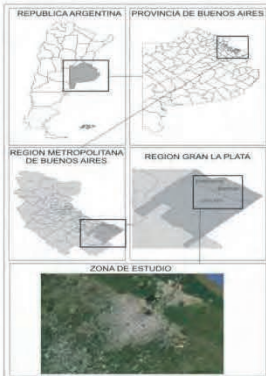 REPUBLICA ARGENTINA
PROVINCIA DE BUENOS AIRES
REGION METROPOLITANA
DE BUENOS AIRES
REGION GRAN LA PLATA
ZONA DE ESTUDIO